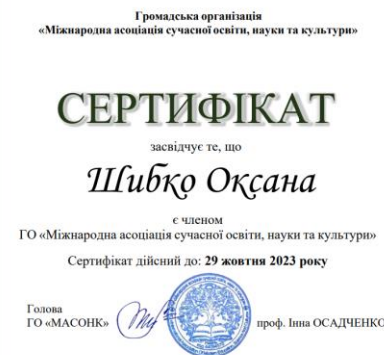 Громадська організація
«Міжнародна асоціація сучасної освіти, науки та культури»
СЕРТИФІКАТ
засвідчує те, що
Шибко Оксана
є членом
ГО «Міжнародна асоціація сучасної освіти, науки та культури»
Сертифікат дійсний до: 29 жовтня 2023 року
Голова
ГО «МАСОНК»
проф. Інна ОСАДЧЕНКО